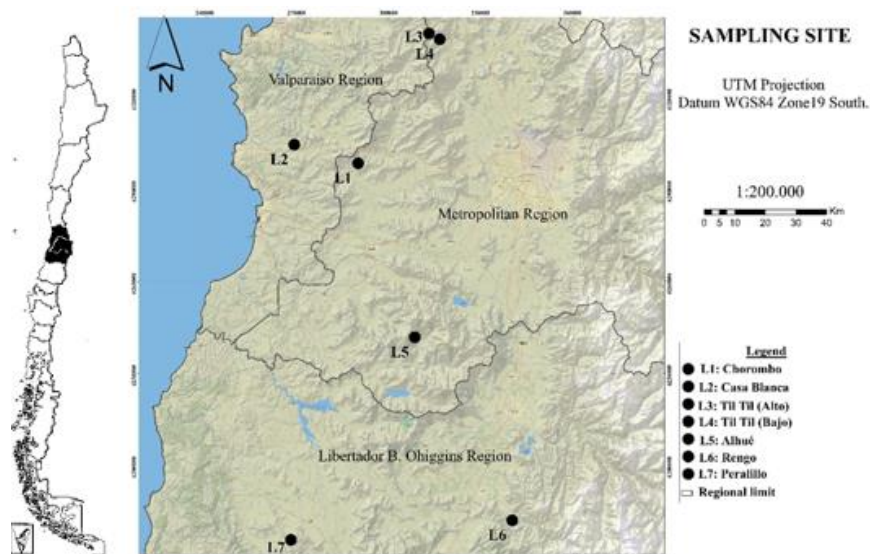 SAMPLING SITE
UTM Projection
Datum WGS84 Zone19 South.
1:200.000
0 5 10 20 30 40 Km
N
Valparaiso Region
L3
L4
L2
L1
Metropolitan Region
L5
Libertador B. Ohiggins Region
L6
L7
Legend
L1: Chorombo
L2: Casa Blanca
L3: Til Til (Alto)
L4: Til Til (Bajo)
L5: Alhué
L6: Rengo
L7: Peralillo
Regional limit